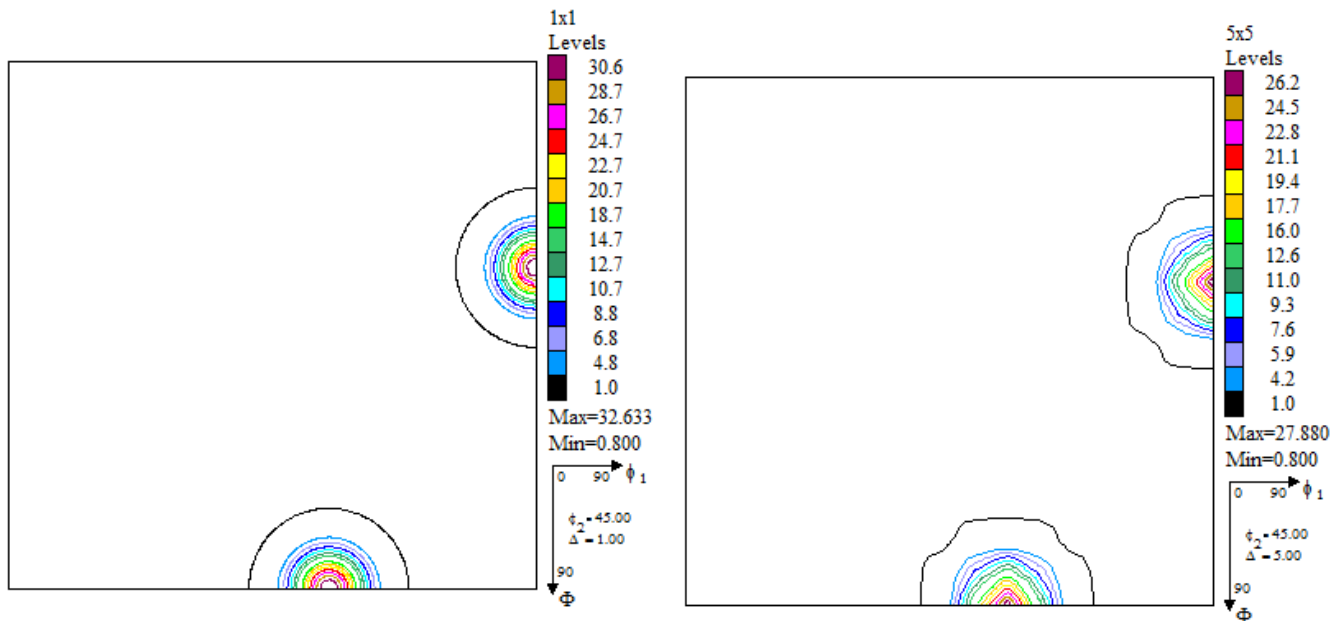 1x1
Levels
30.6
28.7
26.7
24.7
22.7
20.7
18.7
14.7
12.7
10.7
8.8
6.8
4.8
1.0
Max=32.633
Min=0.800
0 90 ϕ1
ϕ2= 45.00
Δ = 1.00
90
Φ
5x5
Levels
26.2
24.5
22.8
21.1
19.4
17.7
16.0
12.6
11.0
9.3
7.6
5.9
4.2
1.0
Max=27.880
Min=0.800
0 90 ϕ1
ϕ2= 45.00
Δ = 5.00
90
Φ